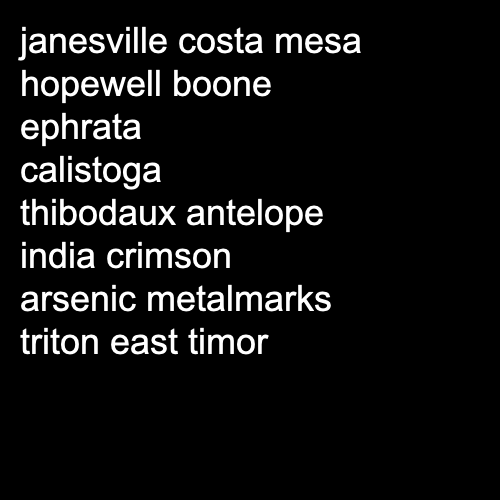 janesville costa mesa
hopewell boone
ephrata
calistoga
thibodaux antelope
india crimson
arsenic metalmarks
triton east timor